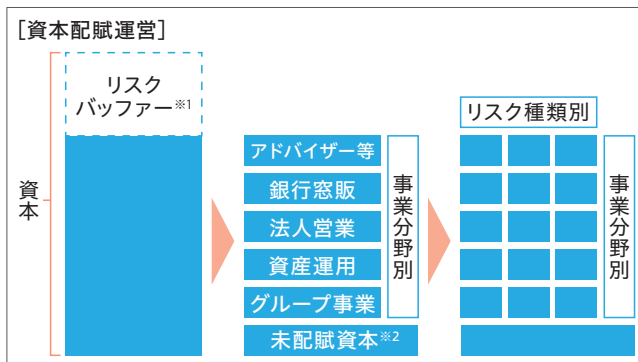 ［資本配賦運営］
リスク
バッファー※1
資本
アドバイザー等
銀行窓販
法人営業
資産運用
グループ事業
未配賦資本※2
事業分野別
リスク種類別
事業分野別